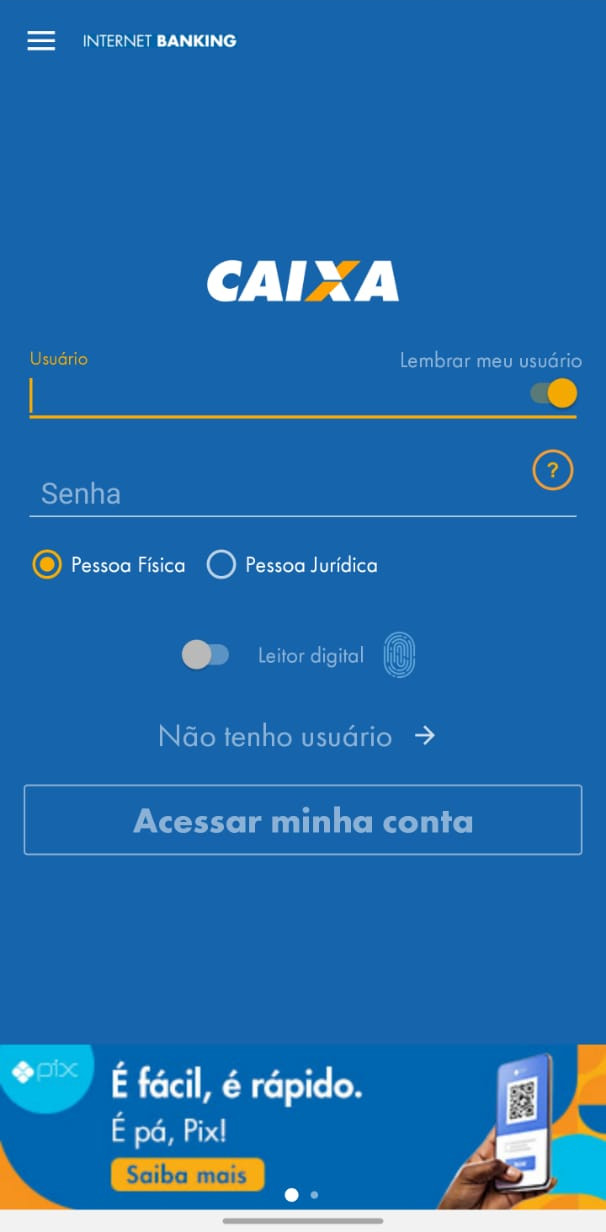 INTERNET BANKING
CAIXA
Usuário
Lembrar meu usuário
Senha
?
Pessoa Física
Pessoa Jurídica
Leitor digital
Não tenho usuário
Acessar minha conta
pix
É fácil, é rápido.
É pá, Pix!
Saiba mais